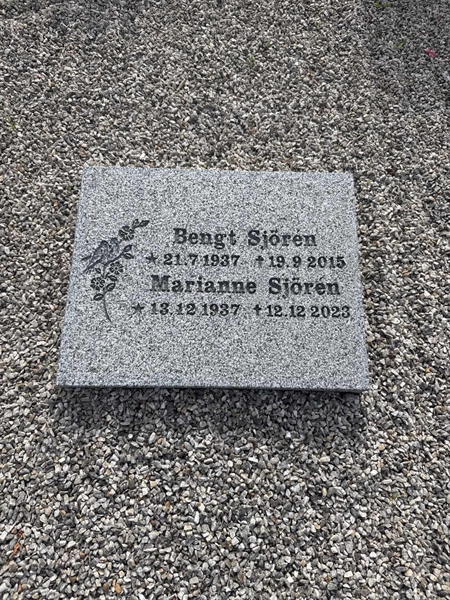 Bengt Sjören
★ 21.7.1937 ✝ 19.9.2015
Marianne Sjören
★ 13.12.1937 ✝ 12.12.2023